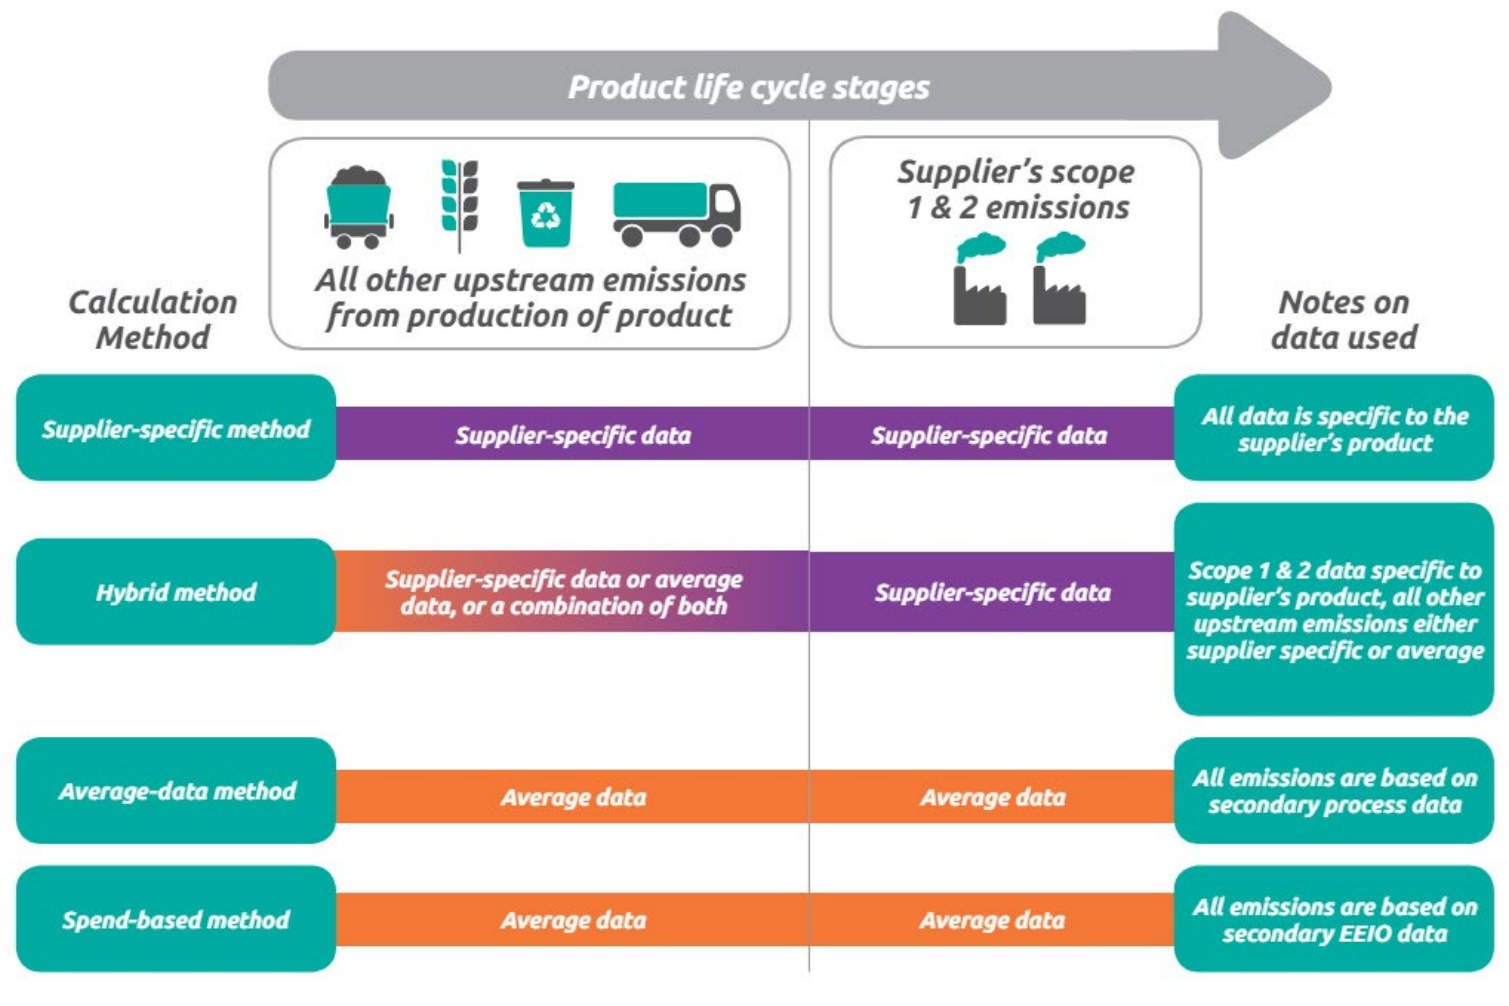 Product life cycle stages
All other upstream emissions
from production of product
Supplier's scope
1 & 2 emissions
Calculation
Method
Notes on
data used
Supplier-specific method
Supplier-specific data
Supplier-specific data
All data is specific to the
supplier's product
Hybrid method
Supplier-specific data or average
data, or a combination of both
Supplier-specific data
Scope 1 & 2 data specific to
supplier's product, all other
upstream emissions either
supplier specific or average
Average-data method
Average data
Average data
All emissions are based on
secondary process data
Spend-based method
Average data
Average data
All emissions are based on
secondary EEIO data